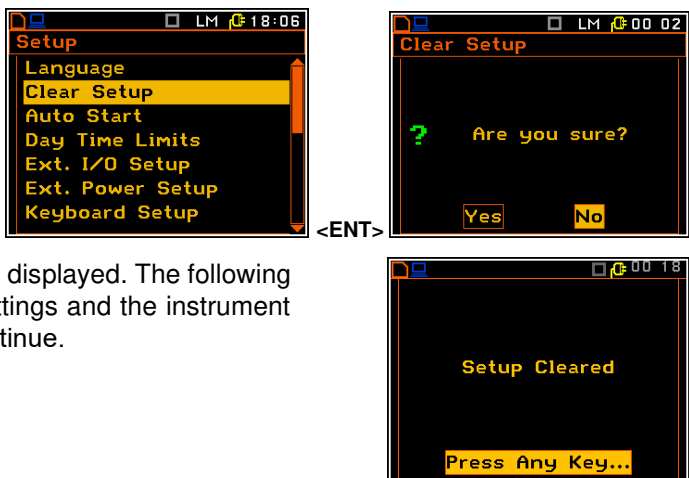 LM 18:06
Setup
Language
Clear Setup
Auto Start
Day Time Limits
Ext. I/O Setup
Ext. Power Setup
Keyboard Setup
<ENT>
LM 00 02
Clear Setup
? Are you sure?
Yes No
displayed. The following
ttings and the instrument
tinue.
00 18
Setup Cleared
Press Any Key...